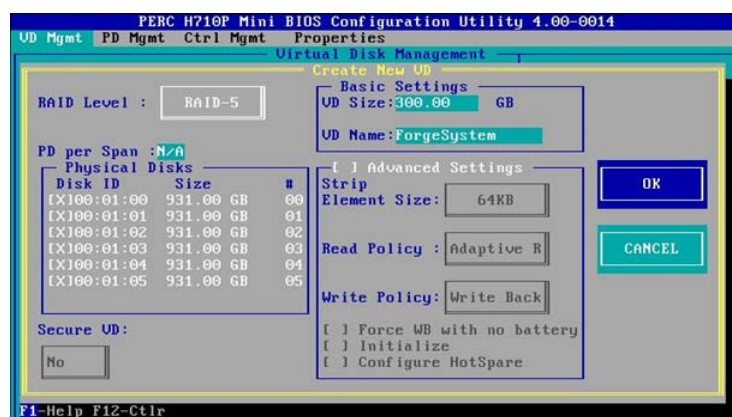 PERC H710P Mini BIOS Configuration Utility 4.00-0014
VD Mgmt PD Mgmt Ctrl Mgmt Properties
Virtual Disk Management
Create New VD
RAID Level : RAID-5
PD per Span :N/A
Physical Disks
Disk ID Size #
[X]00:01:00 931.00 GB 00
[X]00:01:01 931.00 GB 01
[X]00:01:02 931.00 GB 02
[X]00:01:03 931.00 GB 03
[X]00:01:04 931.00 GB 04
[X]00:01:05 931.00 GB 05
Secure VD:
No
Basic Settings
VD Size:300.00 GB
VD Name:ForgeSystem
[ ] Advanced Settings
Strip
Element Size: 64KB
Read Policy : Adaptive R
Write Policy: Write Back
[ ] Force WB with no battery
[ ] Initialize
[ ] Configure HotSpare
OK
CANCEL
F1-Help F12-Ctlr